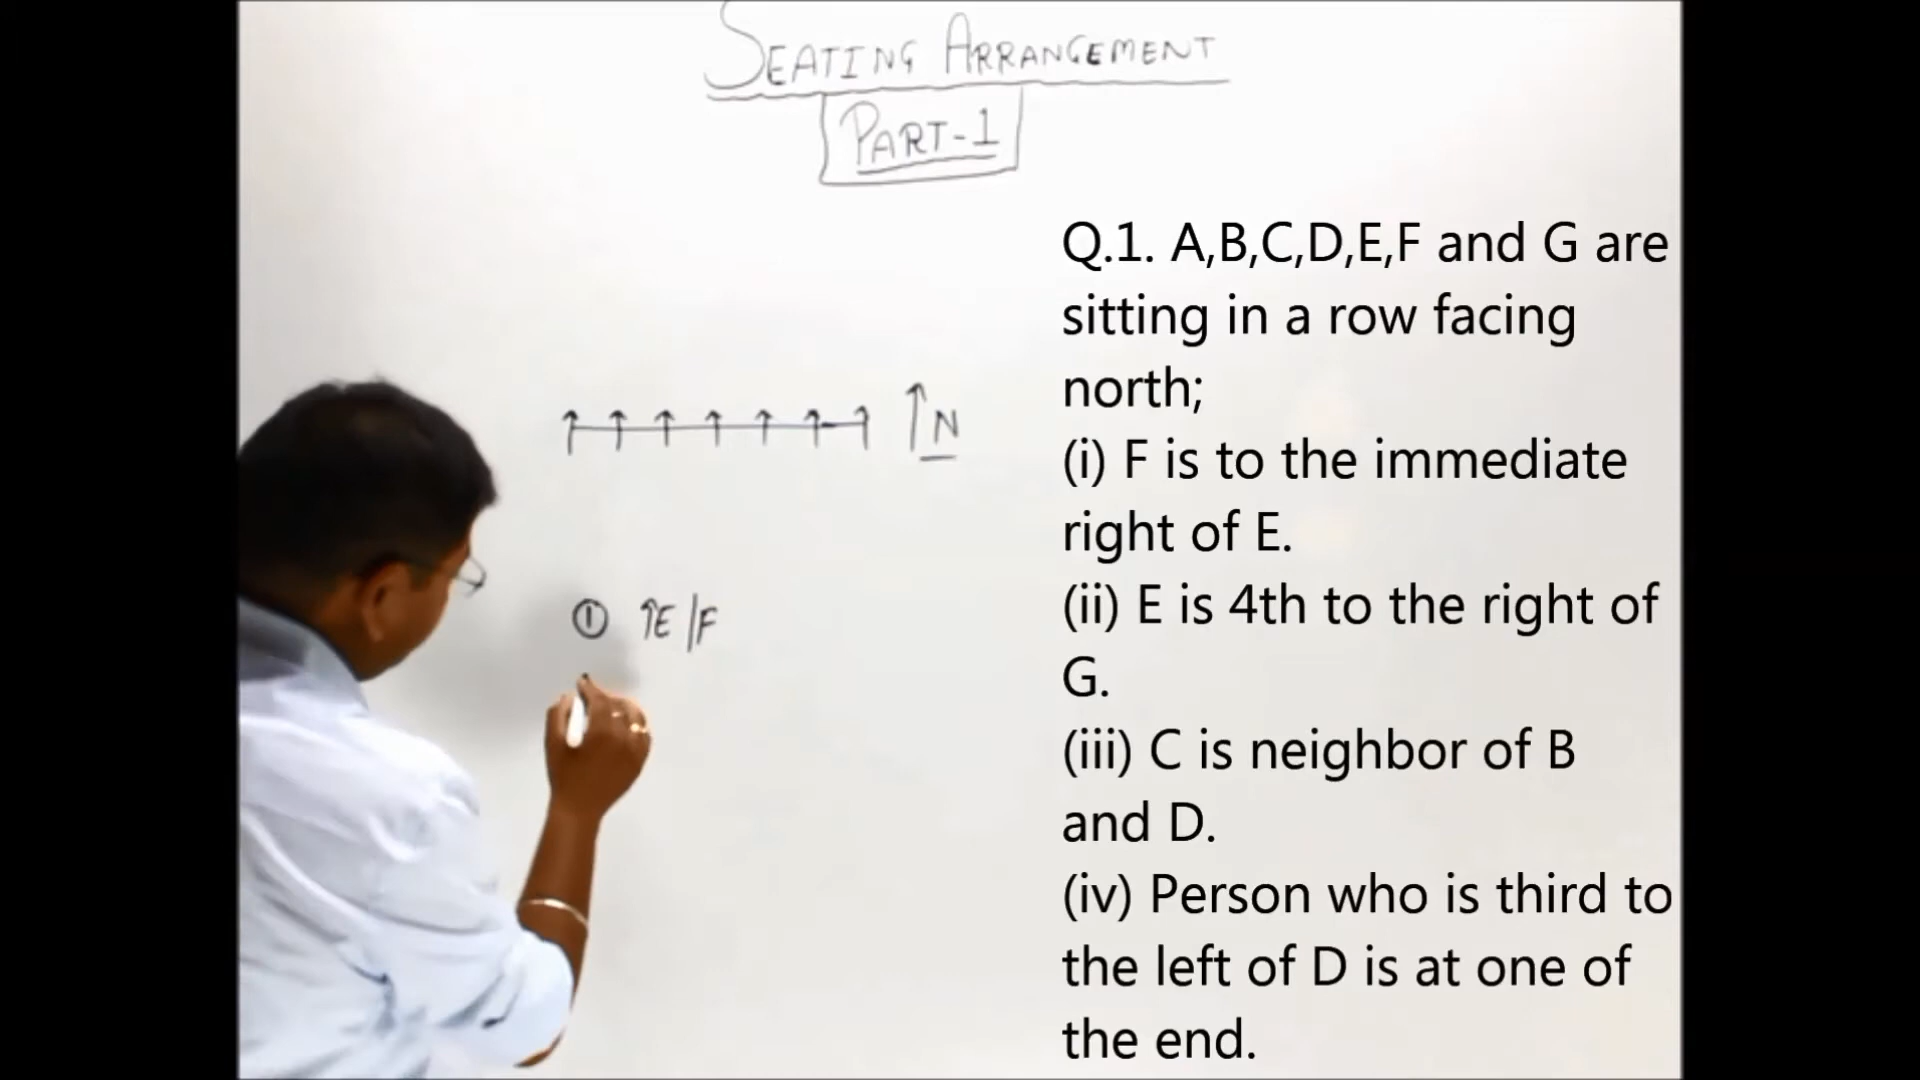 SEATING ARRANGEMENT
PART-1
N
① ↑E/F
Q.1. A,B,C,D,E,F and G are
sitting in a row facing
north;
(i) F is to the immediate
right of E.
(ii) E is 4th to the right of
G.
(iii) C is neighbor of B
and D.
(iv) Person who is third to
the left of D is at one of
the end.